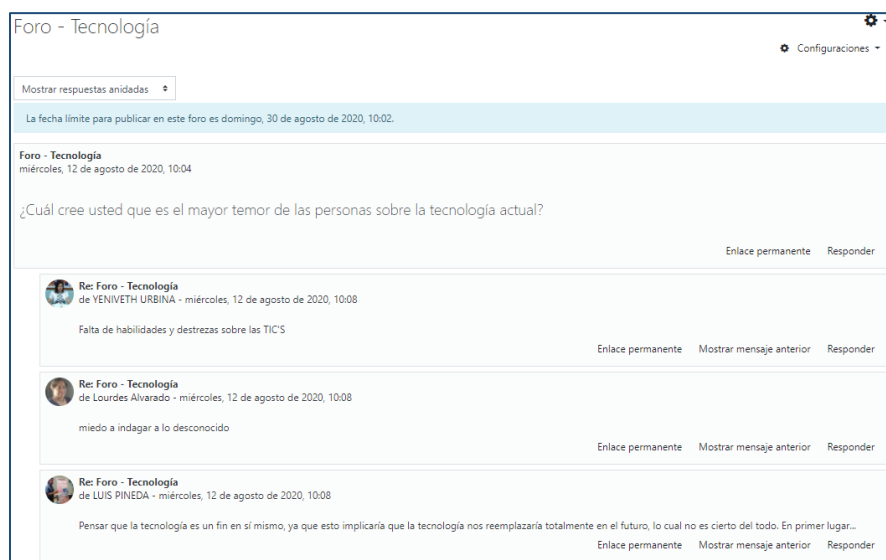 Foro - Tecnología
Configuraciones
Mostrar respuestas anidadas
La fecha límite para publicar en este foro es domingo, 30 de agosto de 2020, 10:02.
Foro - Tecnología
miércoles, 12 de agosto de 2020, 10:04
¿Cuál cree usted que es el mayor temor de las personas sobre la tecnología actual?
Enlace permanente Responder
Re: Foro - Tecnología
de YENIVETH URBINA - miércoles, 12 de agosto de 2020, 10:08
Falta de habilidades y destrezas sobre las TIC'S
Enlace permanente Mostrar mensaje anterior Responder
Re: Foro - Tecnología
de Lourdes Alvarado - miércoles, 12 de agosto de 2020, 10:08
miedo a indagar a lo desconocido
Enlace permanente Mostrar mensaje anterior Responder
Re: Foro - Tecnología
de LUIS PINEDA - miércoles, 12 de agosto de 2020, 10:08
Pensar que la tecnología es un fin en sí mismo, ya que esto implicaría que la tecnología nos reemplazaría totalmente en el futuro, lo cual no es cierto del todo. En primer lugar...
Enlace permanente Mostrar mensaje anterior Responder